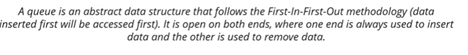 A queue is an abstract data structure that follows the First-In-First-Out methodology (data
inserted first will be accessed first). It is open on both ends, where one end is always used to insert
data and the other is used to remove data.